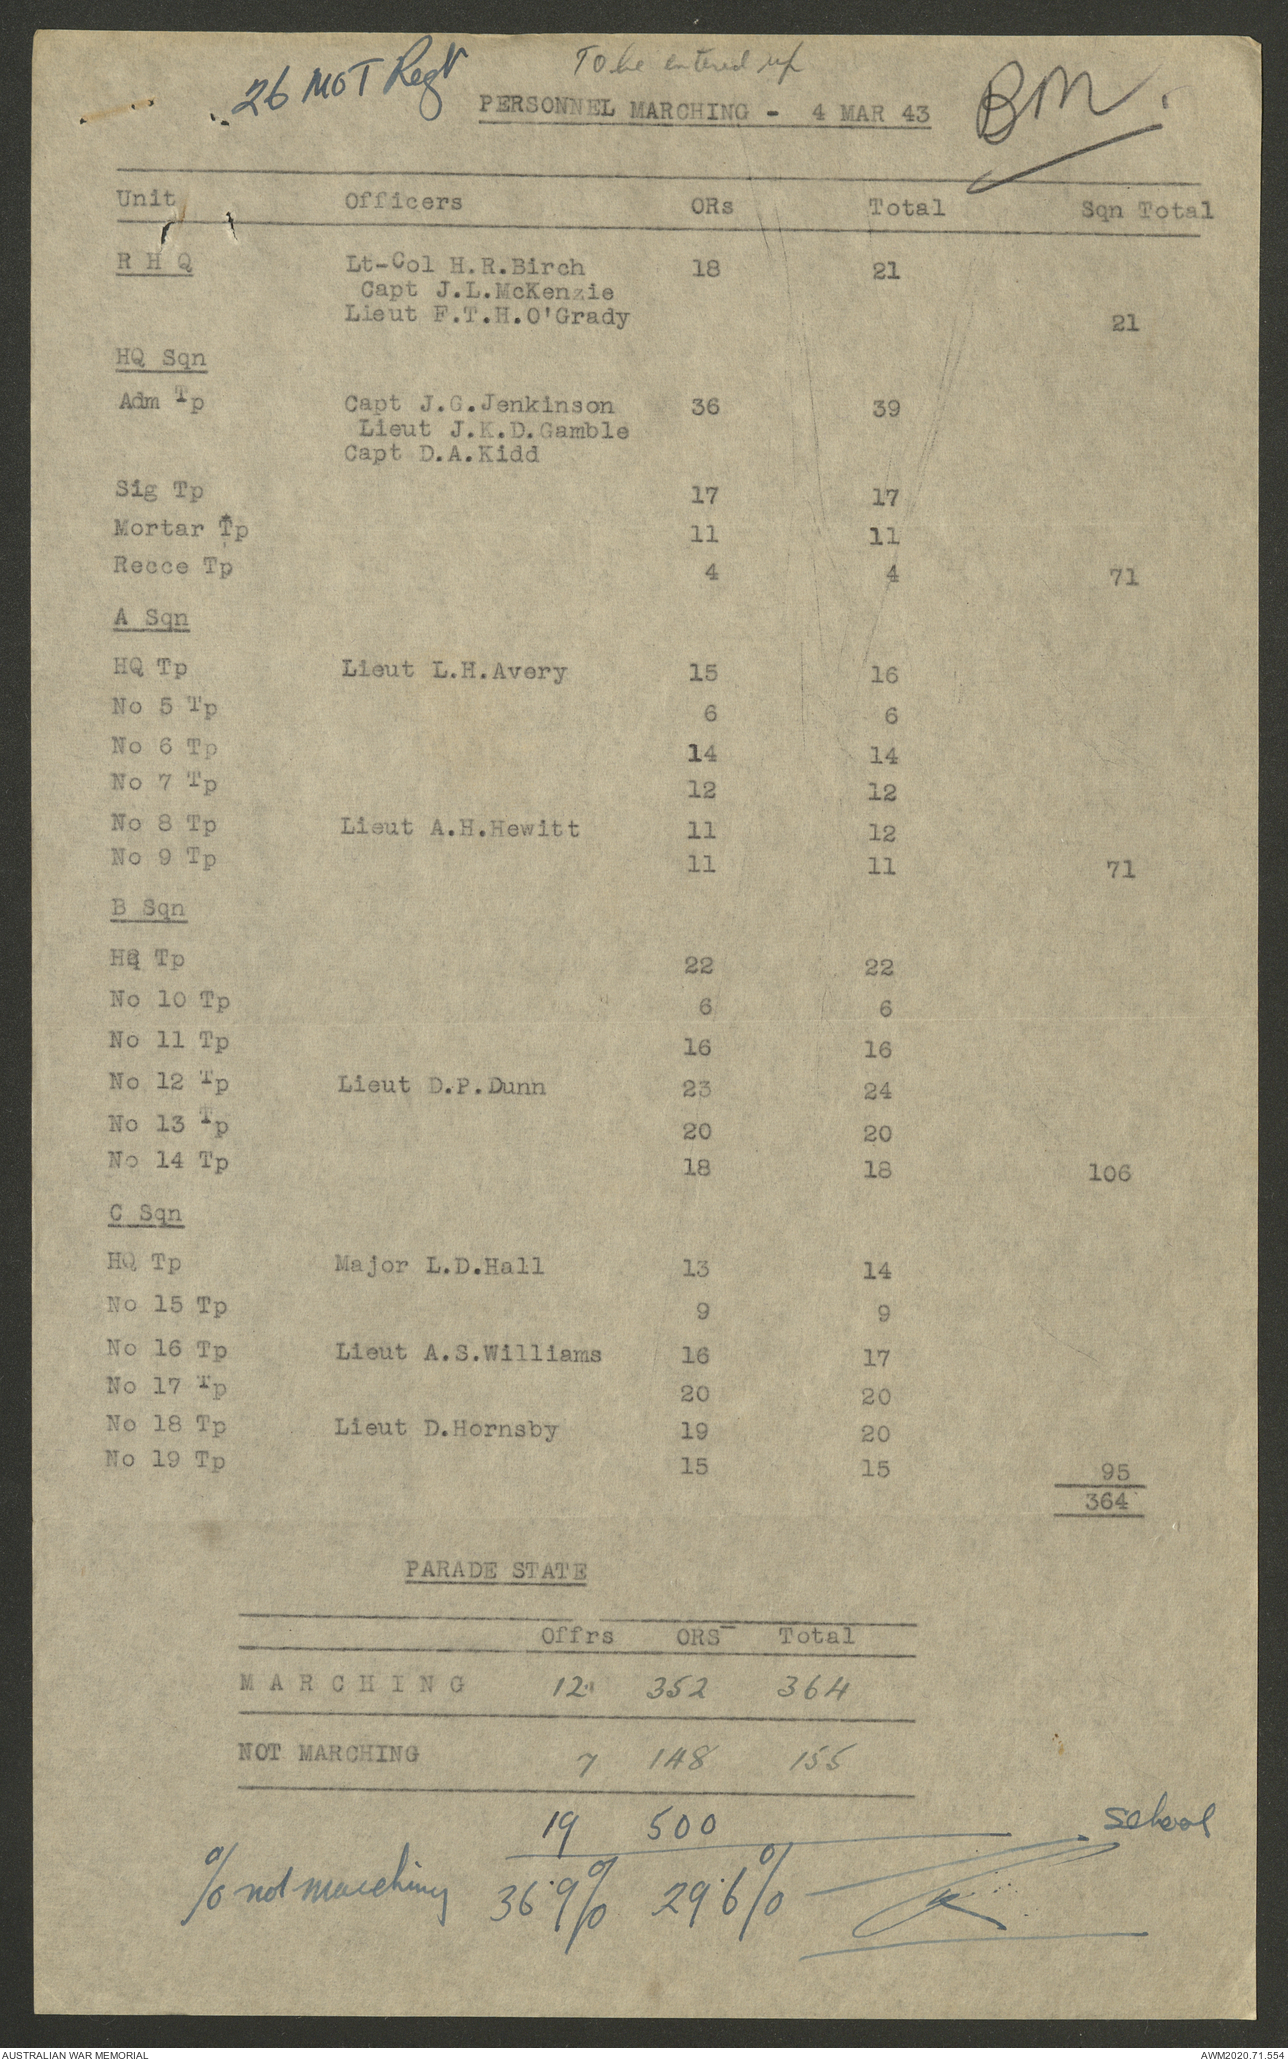 To be entered up
26 MOT Regt
BM.
PERSONNEL MARCHING - 4 MAR 43
Unit Officers ORs Total Sqn Total
R H Q Lt-Col H.R.Birch 18 21
Capt J.L.McKenzie
Lieut F.T.H.O'Grady 21
HQ Sqn
Adm Tp Capt J.G.Jenkinson 36 39
Lieut J.K.D.Gamble
Capt D.A.Kidd
Sig Tp 17 17
Mortar Tp 11 11
Recce Tp 4 4 71
A Sqn
HQ Tp Lieut L.H.Avery 15 16
No 5 Tp 6 6
No 6 Tp 14 14
No 7 Tp 12 12
No 8 Tp Lieut A.H.Hewitt 11 12
No 9 Tp 11 11 71
B Sqn
HQ Tp 22 22
No 10 Tp 6 6
No 11 Tp 16 16
No 12 Tp Lieut D.P.Dunn 23 24
No 13 Tp 20 20
No 14 Tp 18 18 106
C Sqn
HQ Tp Major L.D.Hall 13 14
No 15 Tp 9 9
No 16 Tp Lieut A.S.Williams 16 17
No 17 Tp 20 20
No 18 Tp Lieut D.Hornsby 19 20
No 19 Tp 15 15 95
364
PARADE STATE
Offrs ORS Total
M A R C H I N G 12 352 364
NOT MARCHING 7 148 155
19 500 School
% not marching 36.9% 29.6%
AUSTRALIAN WAR MEMORIAL AWM2020.71.554